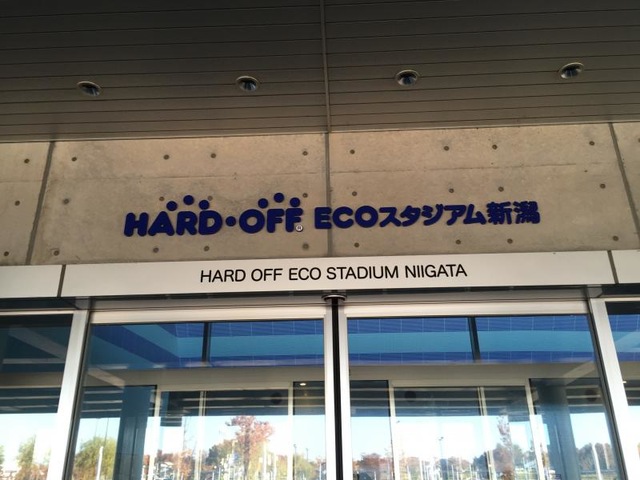 HARD・OFF® ECOスタジアム新潟
HARD OFF ECO STADIUM NIIGATA